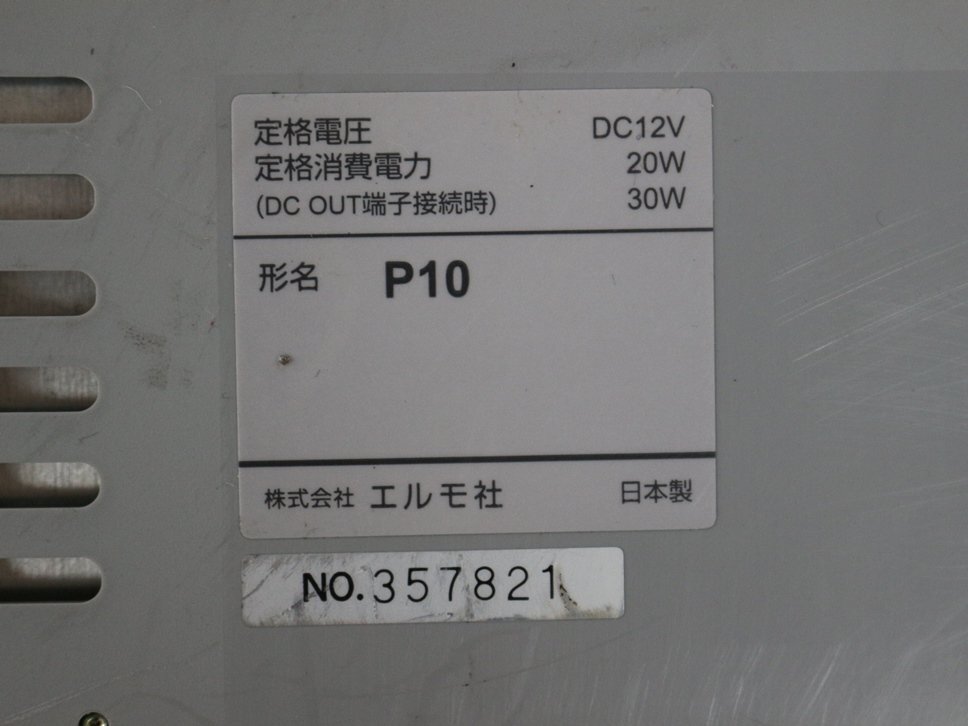 定格電圧 DC12V
定格消費電力 20W
(DC OUT端子接続時) 30W
形名 P10
株式会社 エルモ社 日本製
NO.357821